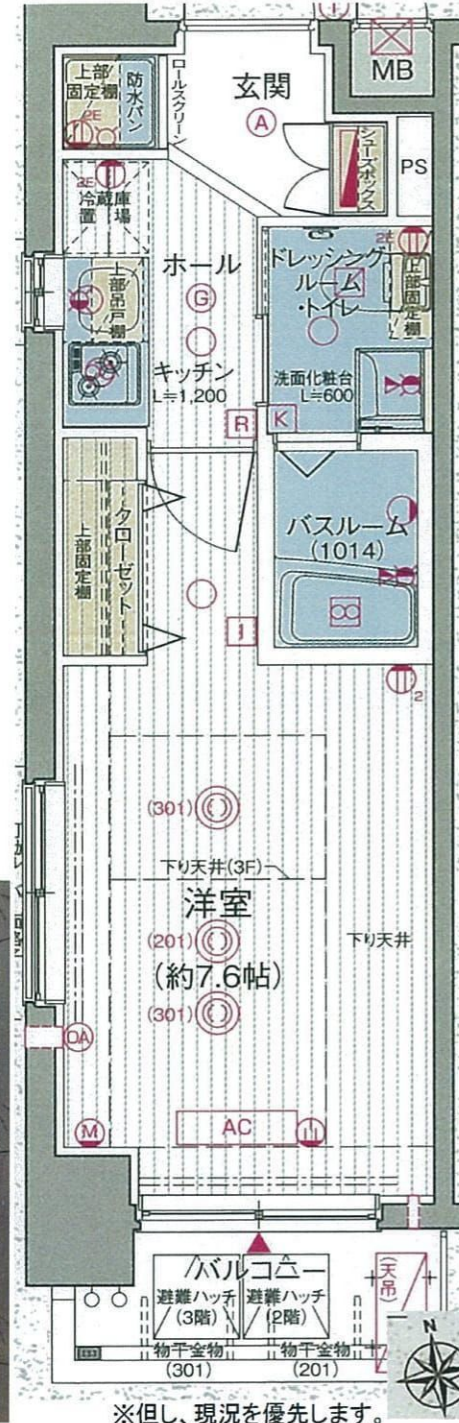 MB
玄関
Ⓐ
ロールスクリーン
上部
固定棚
防水パン
2E
シューズボックス
PS
2E
冷蔵庫
置場
ホール
Ⓖ
ドレッシング
ルーム
・トイレ
2E
上部固定棚
上部吊戸棚
キッチン
L≒1,200
洗面化粧台
L≒600
R
K
クローゼット
上部固定棚
バスルーム
(1014)
2
(301)
下り天井(3F)
洋室
下り天井
(201)
(約7.6帖)
(301)
OA
M
AC
バルコニー
避難ハッチ
(3階)
避難ハッチ
(2階)
(天吊)
物干金物
(301)
物干金物
(201)
N
※但し、現況を優先します